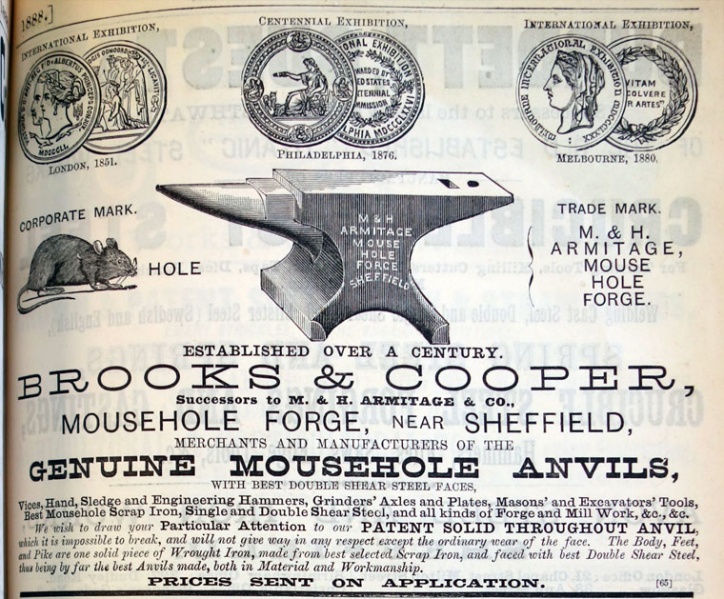 1888.]
INTERNATIONAL EXHIBITION,
CENTENNIAL EXHIBITION,
INTERNATIONAL EXHIBITION,
LONDON, 1851.
PHILADELPHIA, 1876.
MELBOURNE, 1880.
CORPORATE MARK.
HOLE
M & H
ARMITAGE
MOUSE
HOLE
FORCE
SHEFFIELD
TRADE MARK.
M. & H.
ARMITAGE,
MOUSE
HOLE
FORGE.
ESTABLISHED OVER A CENTURY.
BROOKS & COOPER,
Successors to M. & H. ARMITAGE & CO.,
MOUSEHOLE FORGE NEAR SHEFFIELD,
MERCHANTS AND MANUFACTURERS OF THE
GENUINE MOUSEHOLE ANVILS,
WITH BEST DOUBLE SHEAR STEEL FACES,
Vices, Hand, Sledge and Engineering Hammers, Grinders' Axles and Plates, Masons' and Excavators' Tools,
Best Mousehole Scrap Iron, Single and Double Shear Steel, and all kinds of Forge and Mill Work, &c., &c.
We wish to draw your Particular Attention to our PATENT SOLID THROUGHOUT ANVIL,
which it is impossible to break, and will not give way in any respect except the ordinary wear of the face. The Body, Feet,
and Pike are one solid piece of Wrought Iron, made from best selected Scrap Iron, and faced with best Double Shear Steel,
thus being by far the best Anvils made, both in Material and Workmanship.
PRICES SENT ON APPLICATION.
[65]